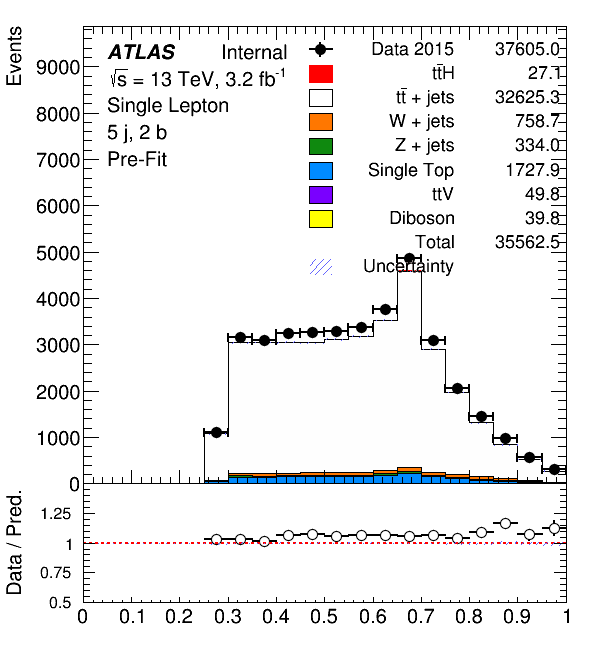 Events
ATLAS Internal
√s = 13 TeV, 3.2 fb⁻¹
Single Lepton
5 j, 2 b
Pre-Fit
Data 2015 37605.0
tt̄H 27.1
tt̄ + jets 32625.3
W + jets 758.7
Z + jets 334.0
Single Top 1727.9
ttV 49.8
Diboson 39.8
Total 35562.5
Uncertainty
9000
8000
7000
6000
5000
4000
3000
2000
1000
0
Data / Pred.
1.25
1
0.75
0.5
0 0.1 0.2 0.3 0.4 0.5 0.6 0.7 0.8 0.9 1